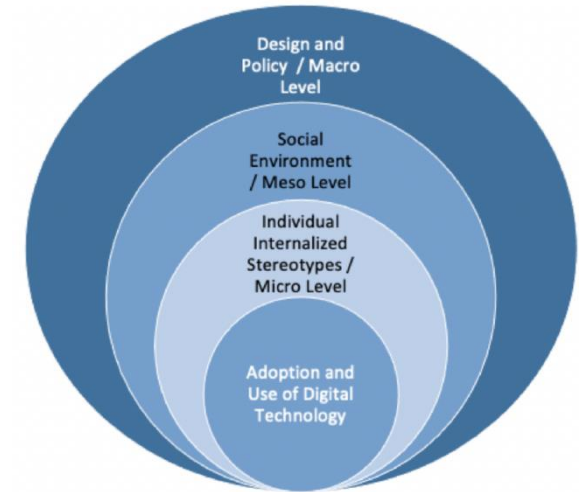 Design and
Policy / Macro
Level
Social
Environment
/ Meso Level
Individual
Internalized
Stereotypes /
Micro Level
Adoption and
Use of Digital
Technology